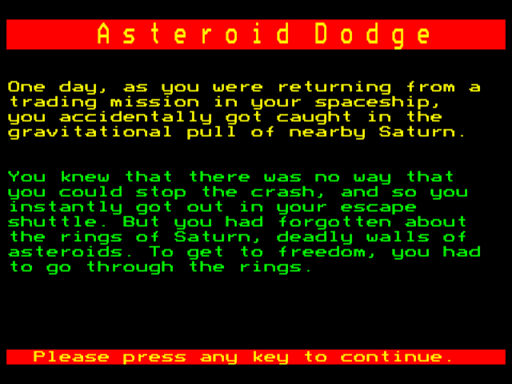 Asteroid Dodge
One day, as you were returning from a
trading mission in your spaceship,
you accidentally got caught in the
gravitational pull of nearby Saturn.
You knew that there was no way that
you could stop the crash, and so you
instantly got out in your escape
shuttle. But you had forgotten about
the rings of Saturn, deadly walls of
asteroids. To get to freedom, you had
to go through the rings.
Please press any key to continue.